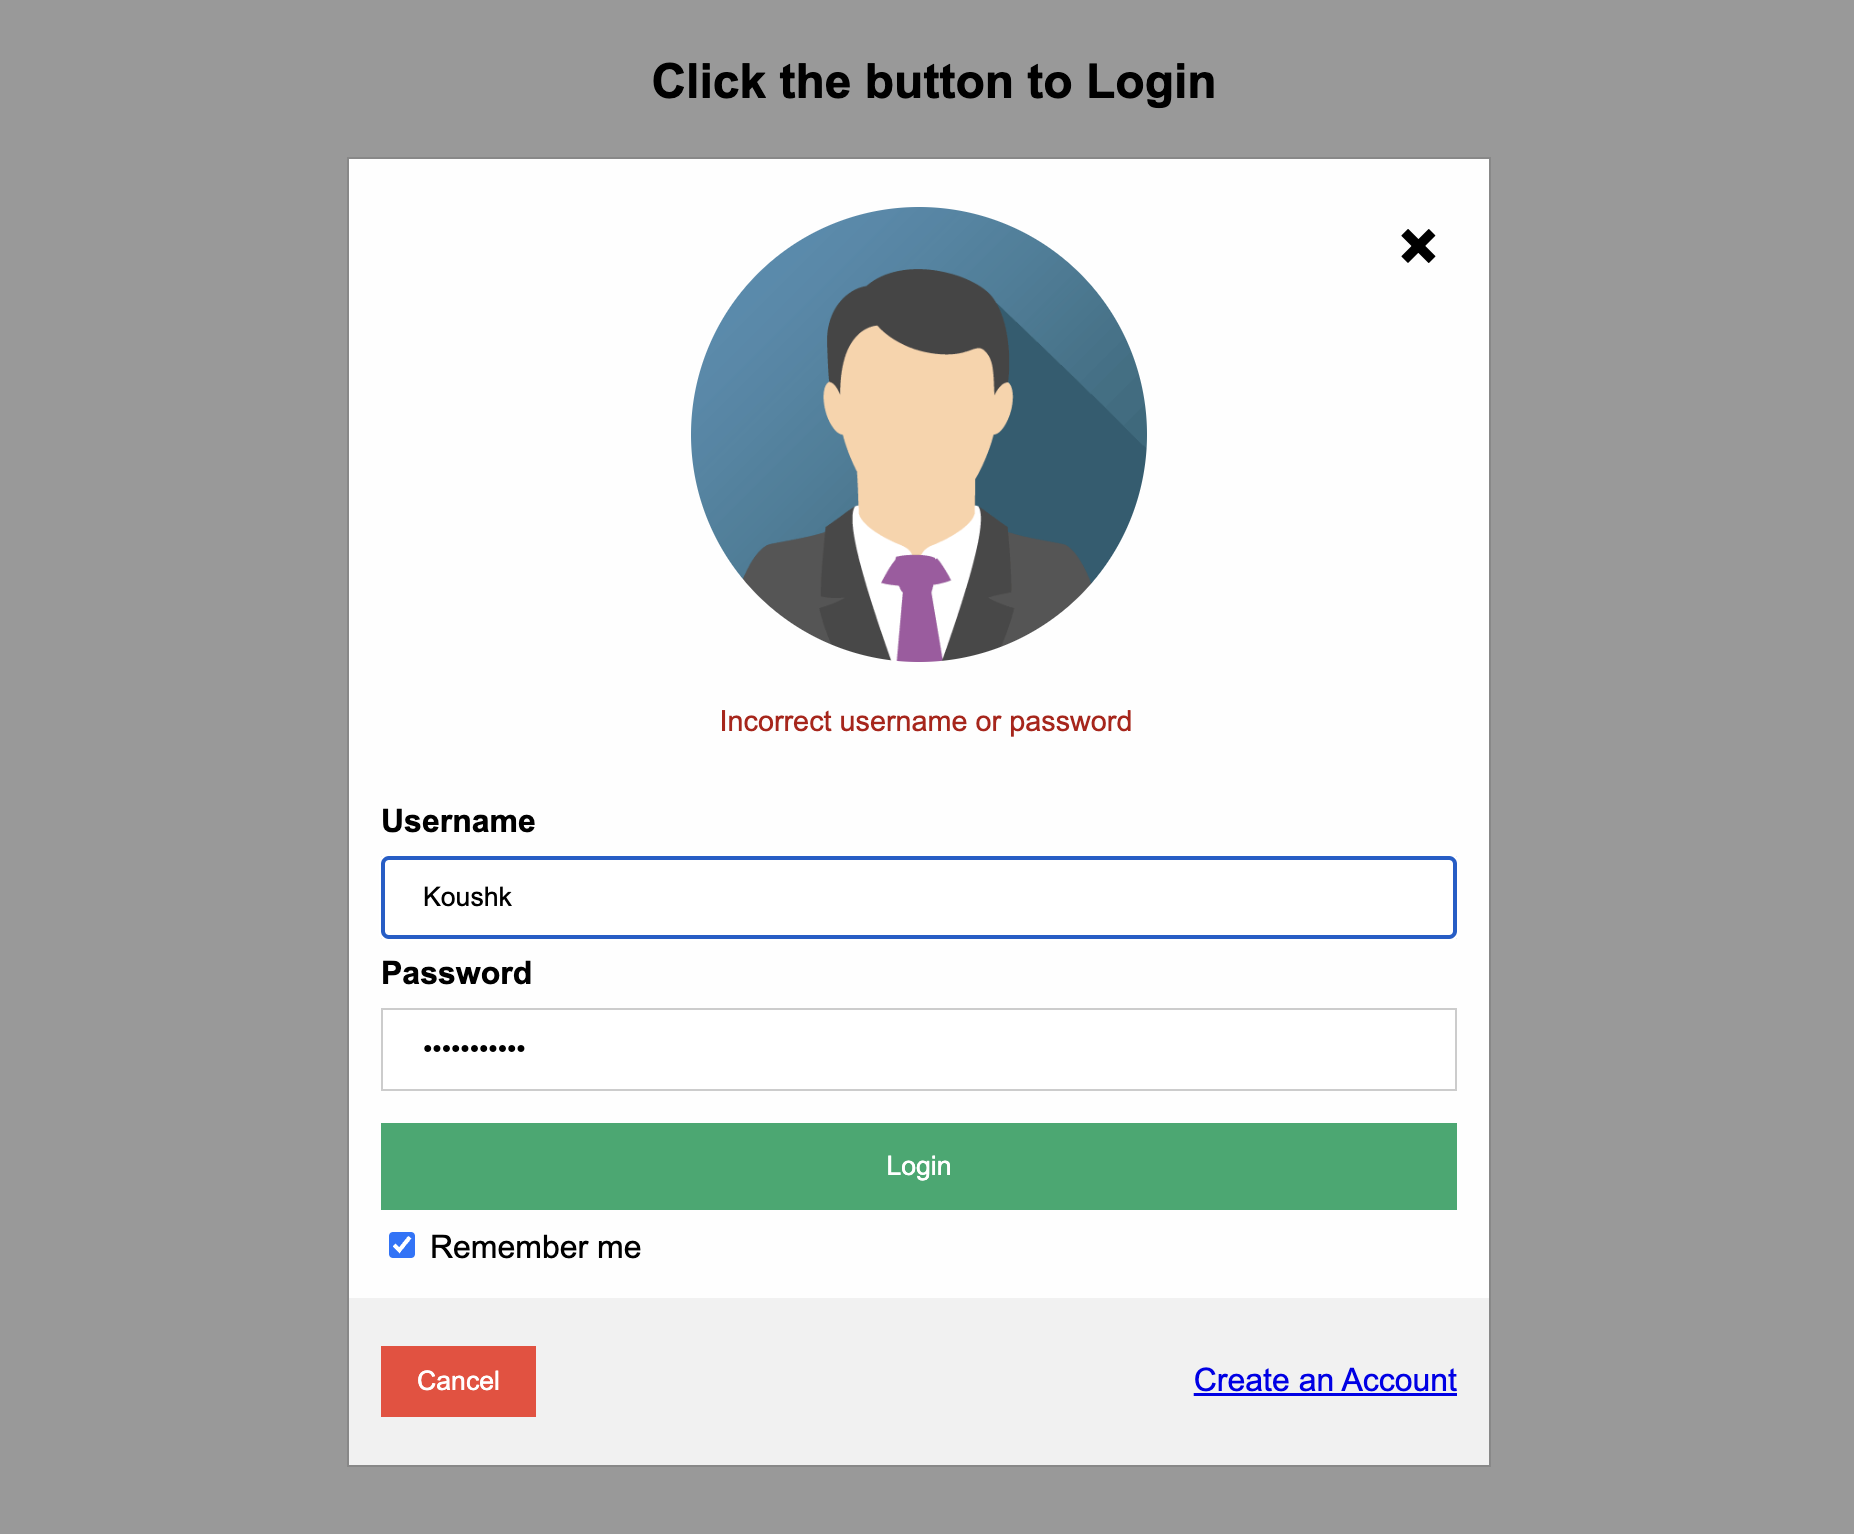 Click the button to Login
Incorrect username or password
Username
Koushk
Password
•••••••••••
Login
Remember me
Cancel
Create an Account